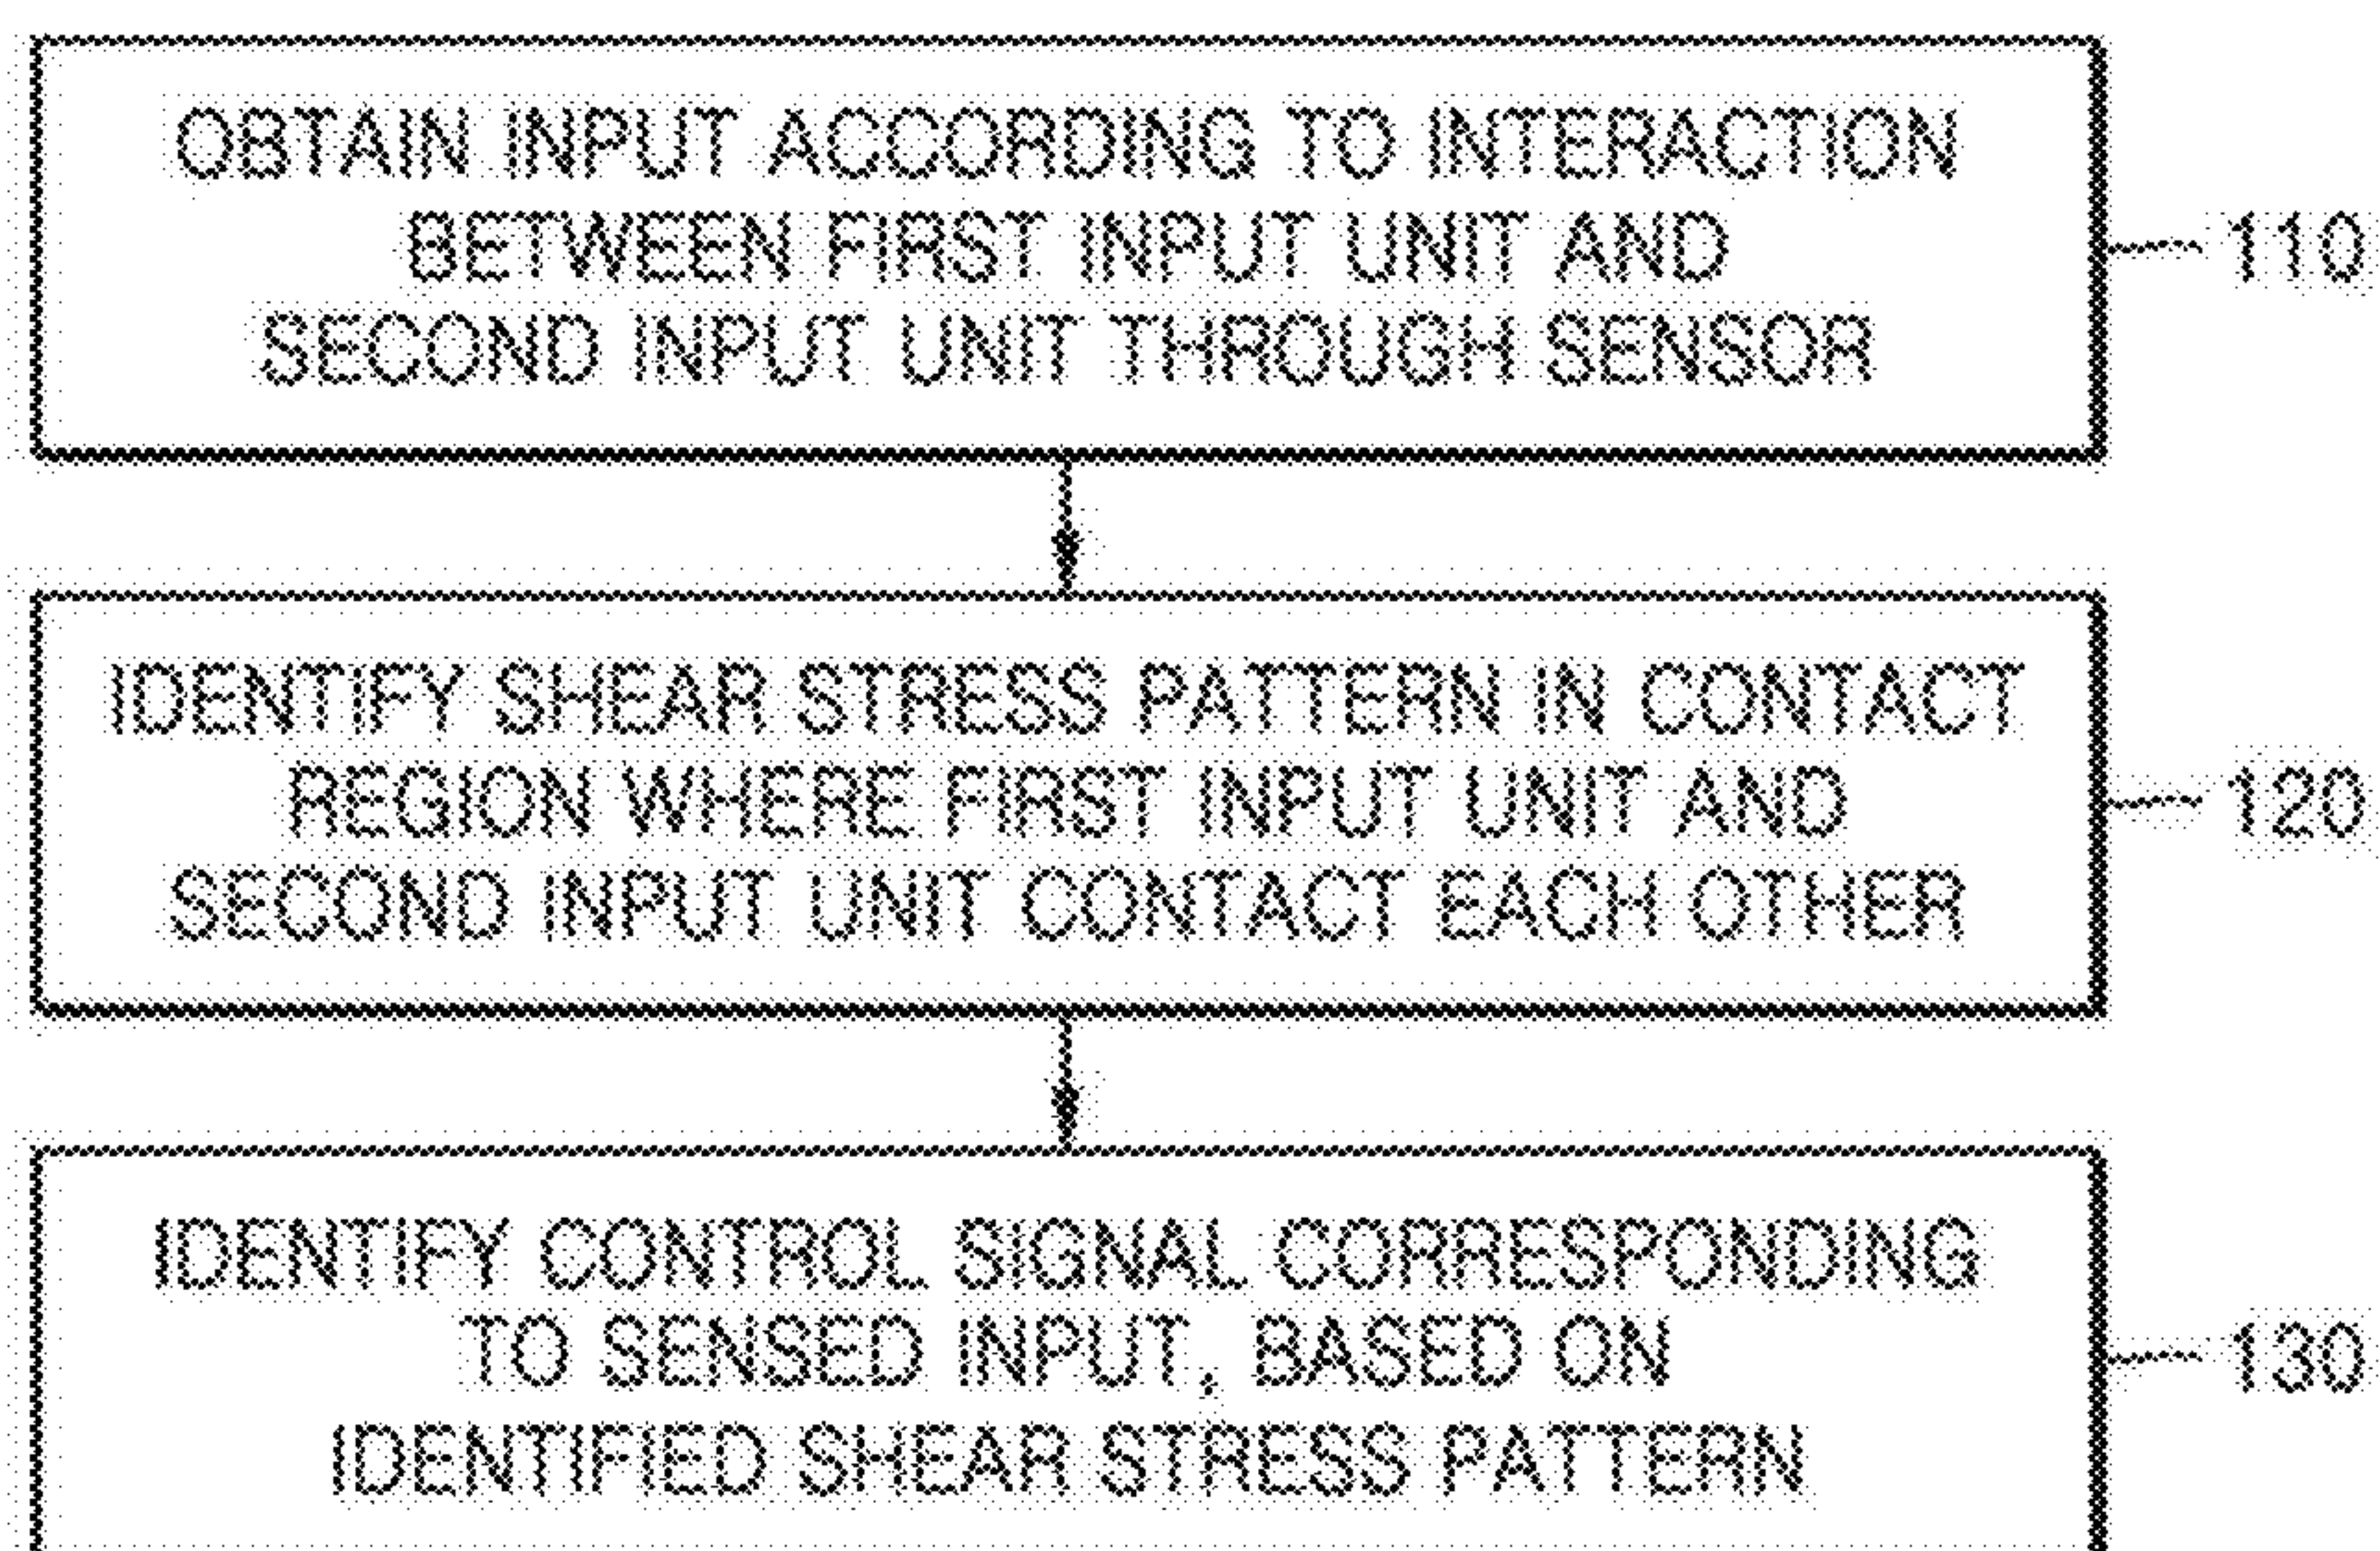 OBTAIN INPUT ACCORDING TO INTERACTION
BETWEEN FIRST INPUT UNIT AND
SECOND INPUT UNIT THROUGH SENSOR
110
IDENTIFY SHEAR STRESS PATTERN IN CONTACT
REGION WHERE FIRST INPUT UNIT AND
SECOND INPUT UNIT CONTACT EACH OTHER
120
IDENTIFY CONTROL SIGNAL CORRESPONDING
TO SENSED INPUT, BASED ON
IDENTIFIED SHEAR STRESS PATTERN
130